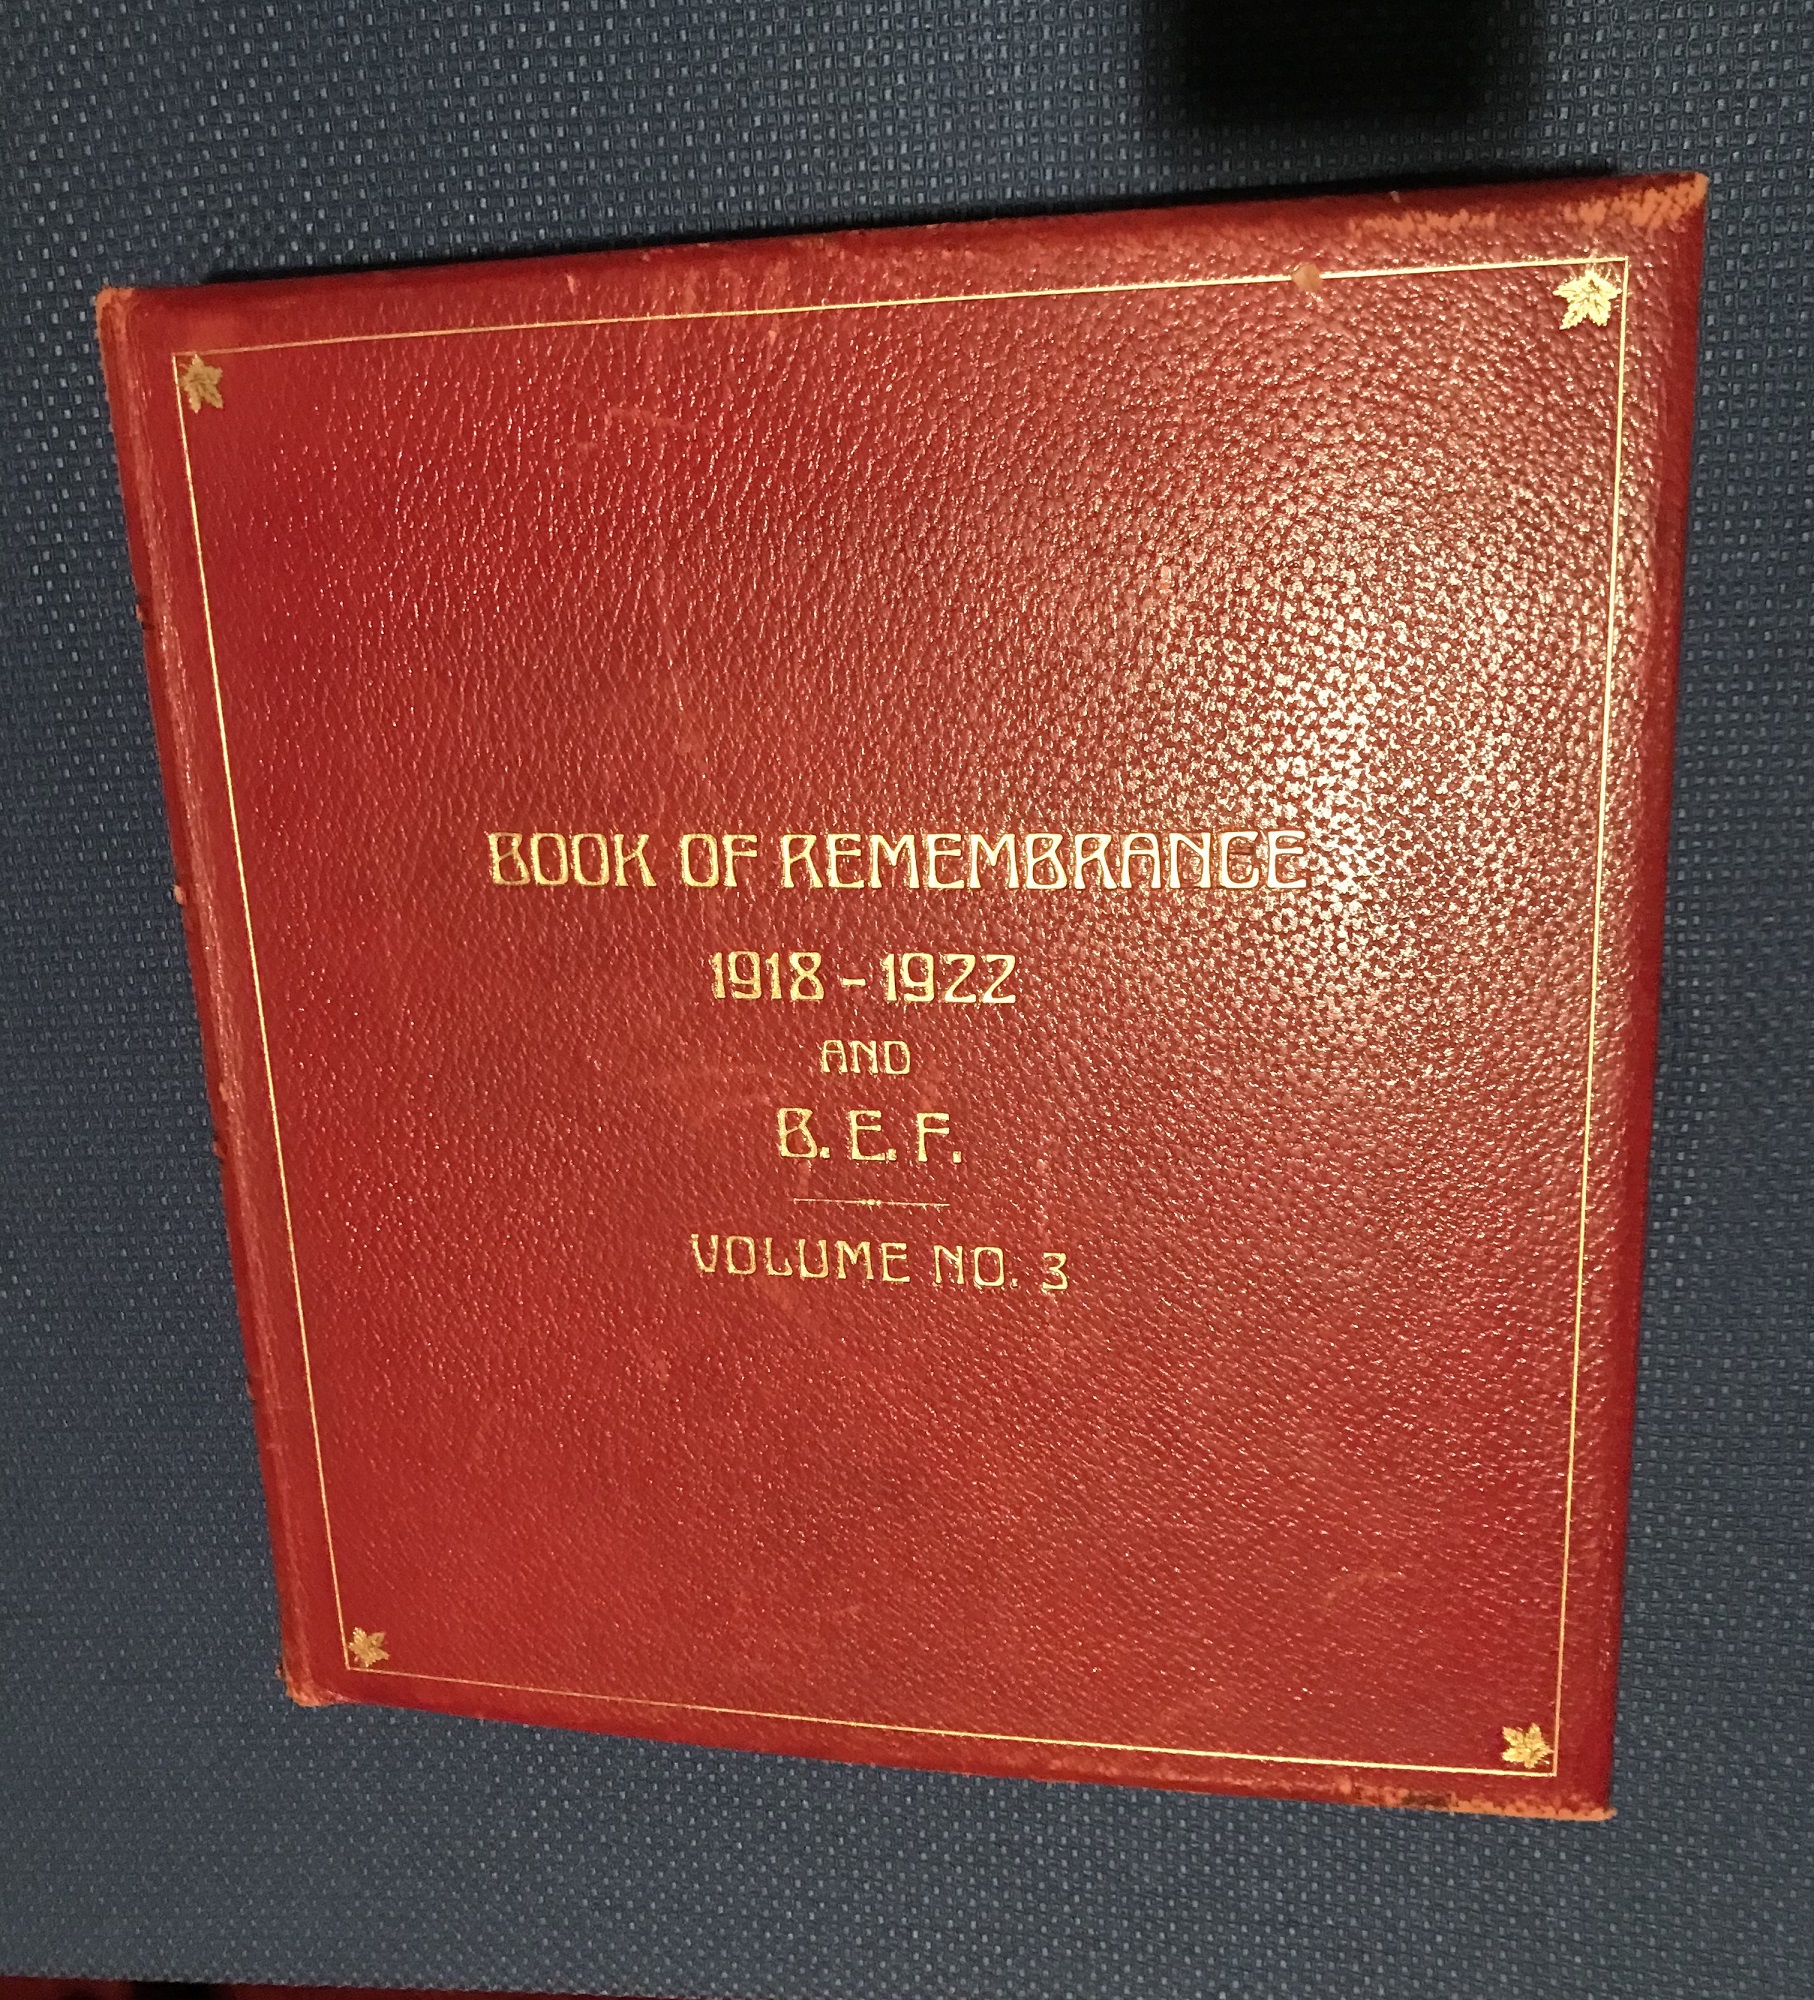 BOOK OF REMEMBRANCE
1918-1922
AND
B. E. F.
VOLUME NO. 3